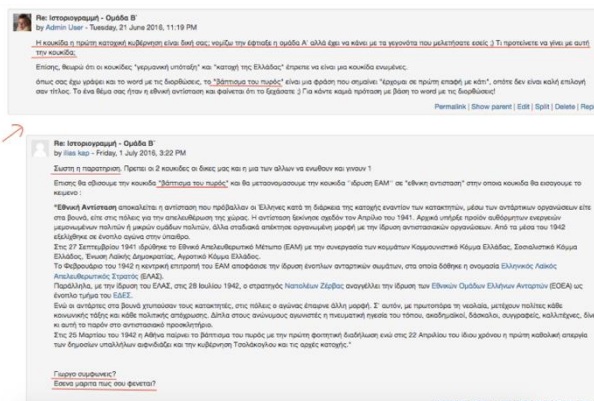 Re: Ιστοριογραμμή - Ομάδα Β΄
by Admin User - Tuesday, 21 June 2016, 11:19 PM
Η κουκίδα η πρώτη κατοχική κυβέρνηση είναι δική σας; νομίζω την έφτιαξε η ομάδα Α΄ αλλά έχει να κάνει με τα γεγονότα που μελετήσατε εσείς ;) Τι προτείνετε να γίνει με αυτή
την κουκίδα;
Επίσης, θεωρώ ότι οι κουκίδες "γερμανική υπόταξη" και "κατοχή της Ελλάδας" έπρεπε να είναι μια κουκίδα ενωμένες.
όπως σας έχω γράψει και το word με τις διορθώσεις, το "βάπτισμα του πυρός" είναι μια φράση που σημαίνει "έρχομαι σε πρώτη επαφή με κάτι", οπότε δεν είναι καλή επιλογή
σαν τίτλος. Το ένα θέμα σας ήταν η εθνική αντίσταση και φαίνεται ότι το ξεχάσατε ;) Για κάντε καμιά πρόταση με βάση το word με τις διορθώσεις!
Permalink | Show parent | Edit | Split | Delete | Rep
Re: Ιστοριογραμμή - Ομάδα Β΄
by ilias kap - Friday, 1 July 2016, 3:22 PM
Σωστη η παρατηριση. Πρεπει οι 2 κουκιδες οι δικες μας και η μια των αλλων να ενωθουν και γινουν 1
Επισης θα σβησουμε την κουκιδα "βάπτισμα του πυρός" και θα μετασονομασουμε την κουκιδα ''ιδρυση ΕΑΜ'' σε "εθνικη αντισταση" στην οποια κουκιδα θα εισαγουμε το
κειμενο :
"Εθνική Αντίσταση αποκαλείται η αντίσταση που πρόβαλλαν οι Έλληνες κατά τη διάρκεια της κατοχής εναντίον των κατακτητών, μέσω των αντάρτικων οργανώσεων είτε
στα βουνά, είτε στις πόλεις για την απελευθέρωση της χώρας. Η αντίσταση ξεκίνησε σχεδόν τον Απρίλιο του 1941. Αρχικά υπήρξε προϊόν αυθόρμητων ενεργειών
μεμονωμένων πολιτών ή μικρών ομάδων πολιτών, άλλα σταδιακά απέκτησε οργανωμένη μορφή με την ίδρυση αντιστασιακών οργανώσεων. Από τα μέσα του 1942
εξελίχθηκε σε ένοπλο αγώνα στην ύπαιθρο.
Στις 27 Σεπτεμβρίου 1941 ιδρύθηκε το Εθνικό Απελευθερωτικό Μέτωπο (ΕΑΜ) με την συνεργασία των κομμάτων Κομμουνιστικό Κόμμα Ελλάδας, Σοσιαλιστικό Κόμμα
Ελλάδας, Ένωση Λαϊκής Δημοκρατίας, Αγροτικό Κόμμα Ελλάδας.
Το Φεβρουάριο του 1942 η κεντρική επιτροπή του ΕΑΜ αποφάσισε την ίδρυση ένοπλων ανταρτικών σωμάτων, στα οποία δόθηκε η ονομασία Ελληνικός Λαϊκός
Απελευθερωτικός Στρατός (ΕΛΑΣ).
Παράλληλα, με την ίδρυση του ΕΛΑΣ, στις 28 Ιουλίου 1942, ο στρατηγός Ναπολέων Ζέρβας αναγγέλλει την ίδρυση των Εθνικών Ομάδων Ελλήνων Ανταρτών (ΕΟΕΑ) ως
ένοπλο τμήμα του ΕΔΕΣ.
Ενώ οι αντάρτες στα βουνά χτυπούσαν τους κατακτητές, στις πόλεις ο αγώνας έπαιρνε άλλη μορφή. Σ' αυτόν, με πρωτοπόρα τη νεολαία, μετέχουν πολίτες κάθε
κοινωνικής τάξης και κάθε πολιτικής απόχρωσης. Δίπλα στους ανώνυμους αγωνιστές η πνευματική ηγεσία του τόπου, ακαδημαϊκοί, δάσκαλοι, συγγραφείς, καλλιτέχνες, δίνε
κι αυτή το παρόν στο αντιστασιακό προσκλητήριο.
Στις 25 Μαρτίου του 1942 η Αθήνα παίρνει το βάπτισμα του πυρός με την πρώτη φοιτητική διαδήλωση ενώ στις 22 Απριλίου του ίδιου χρόνου η πρώτη καθολική απεργία
των δημοσίων υπαλλήλων αιφνιδιάζει και την κυβέρνηση Τσολάκογλου και τις αρχές κατοχής."
Γιωργο συμφωνεις?
Εσενα μαριτα πως σου φενεται?